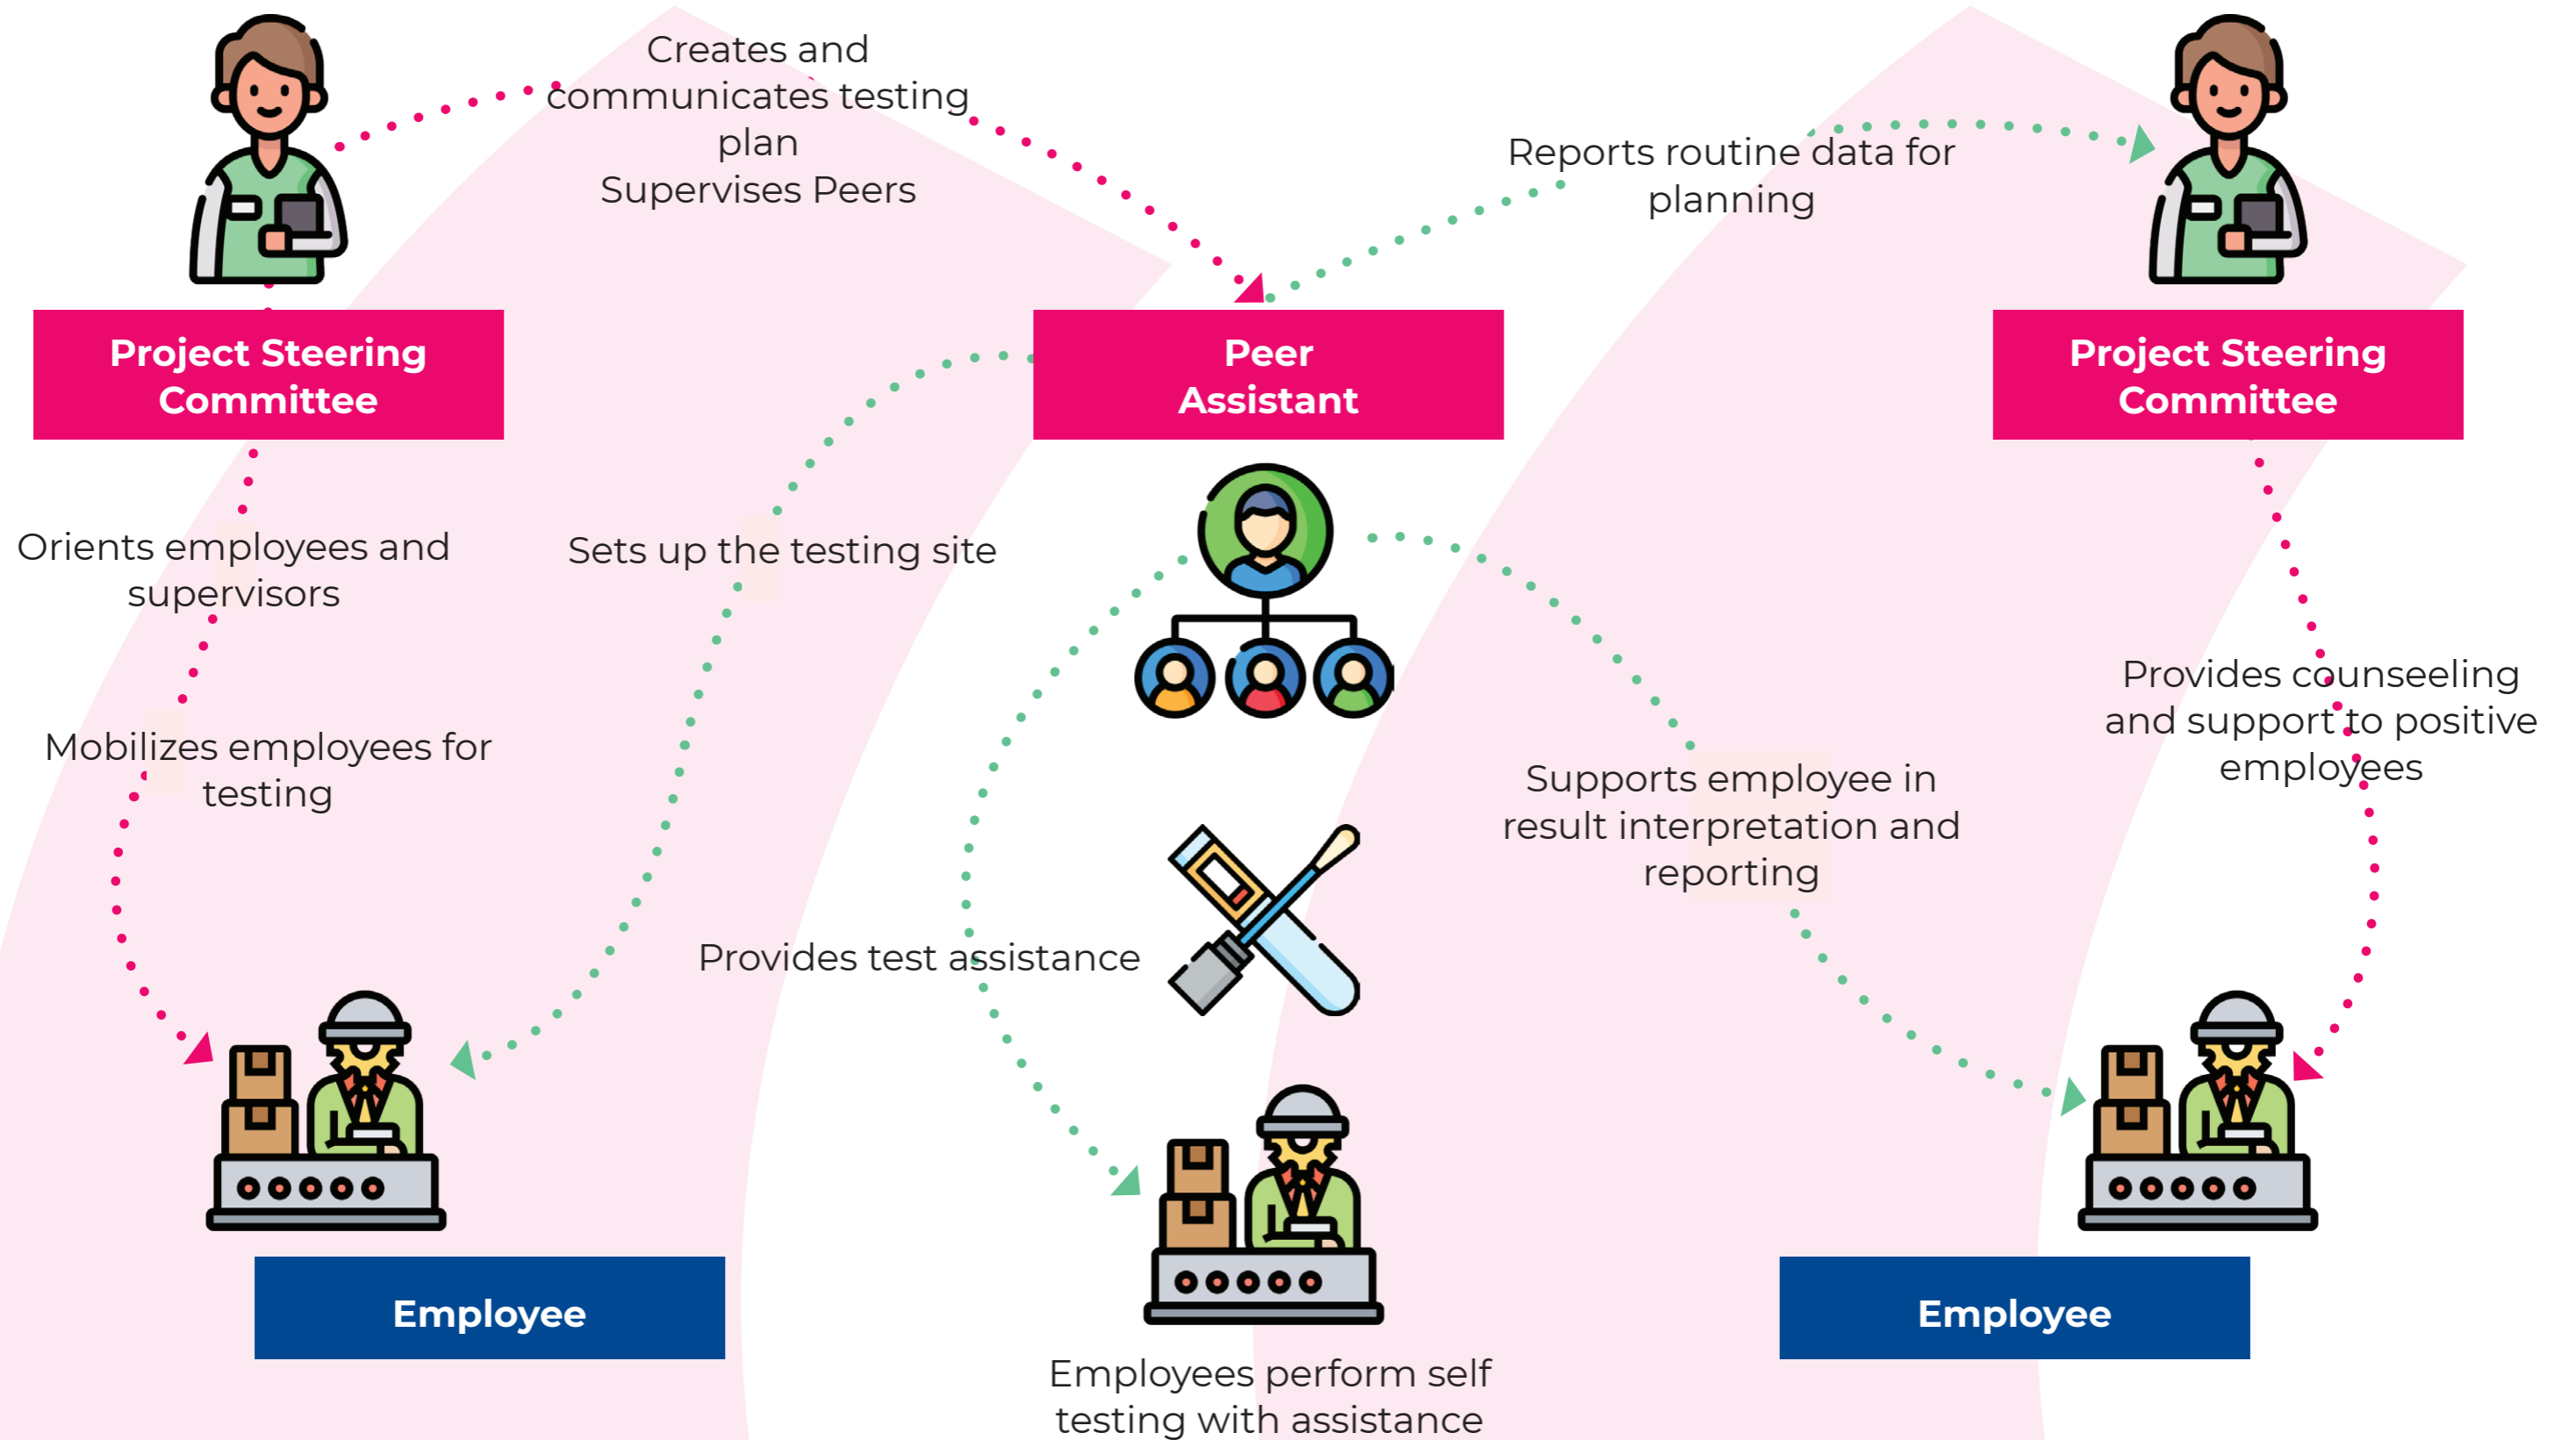 Creates and
communicates testing
plan
Supervises Peers
Reports routine data for
planning
Project Steering
Committee
Peer
Assistant
Project Steering
Committee
Orients employees and
supervisors
Sets up the testing site
Mobilizes employees for
testing
Provides counseeling
and support to positive
employees
Supports employee in
result interpretation and
reporting
Provides test assistance
Employee
Employee
Employees perform self
testing with assistance